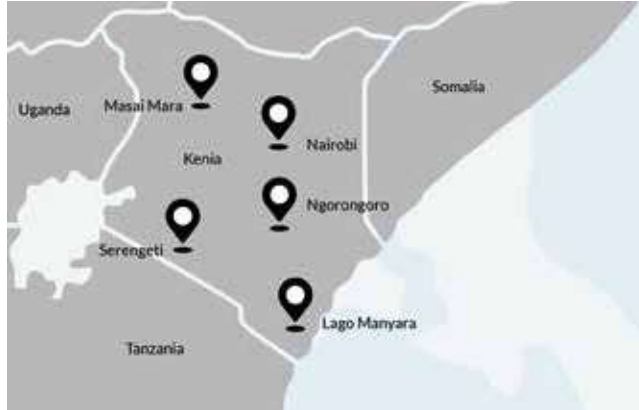 Somalia
Uganda
Masai Mara
Nairobi
Kenia
Ngorongoro
Serengeti
Lago Manyara
Tanzania